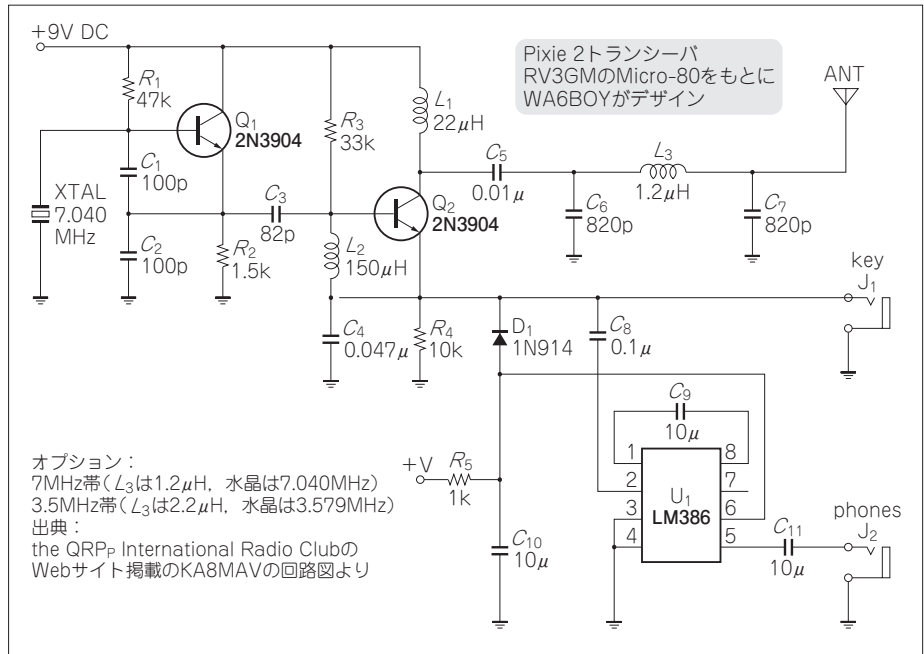 +9V DC
R1
47k
Q1
2N3904
C1
100p
XTAL
7.040
MHz
C2
100p
R2
1.5k
C3
82p
R3
33k
L1
22μH
Q2
2N3904
L2
150μH
C4
0.047μ
R4
10k
C5
0.01μ
C6
820p
L3
1.2μH
C7
820p
ANT
Pixie 2トランシーバ
RV3GMのMicro-80をもとに
WA6BOYがデザイン
key
J1
D1
1N914
C8
0.1μ
C9
10μ
1
2
3
4
8
7
6
5
U1
LM386
+V
R5
1k
C10
10μ
C11
10μ
phones
J2
オプション：
7MHz帯(L3は1.2μH，水晶は7.040MHz)
3.5MHz帯(L3は2.2μH，水晶は3.579MHz)
出典：
the QRPP International Radio Clubの
Webサイト掲載のKA8MAVの回路図より